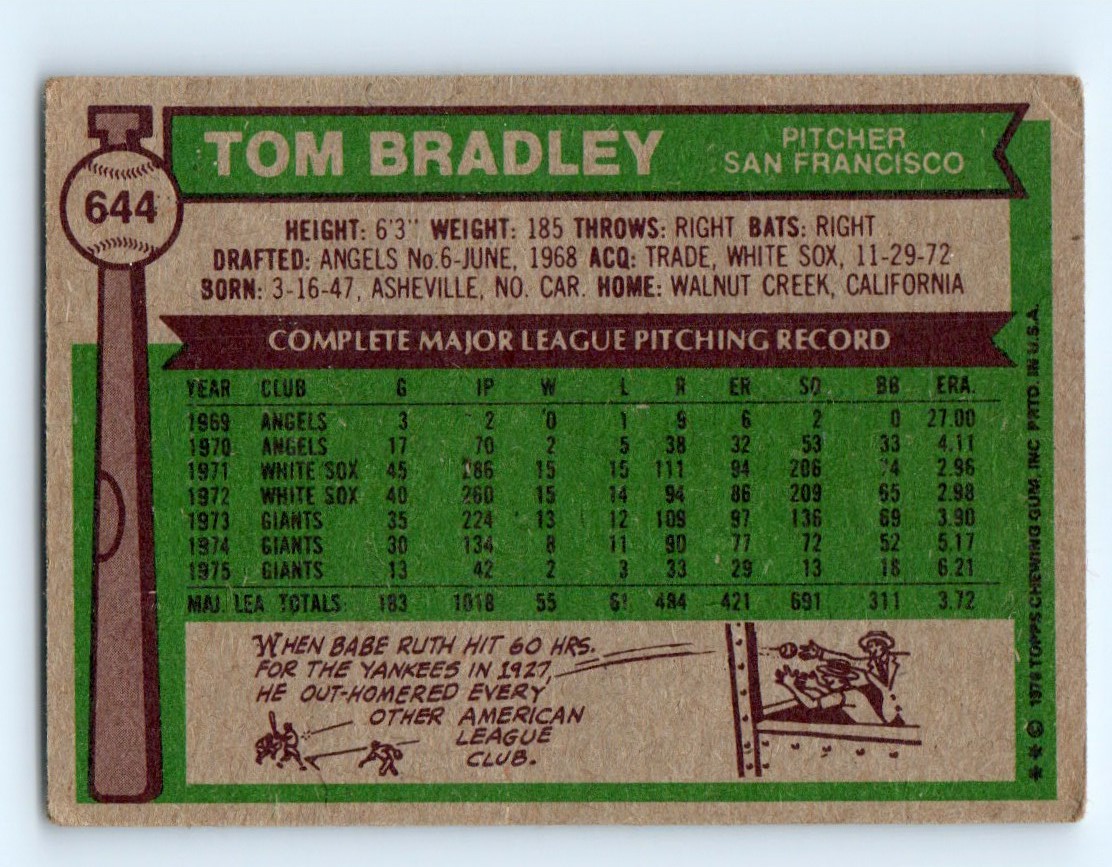 644
TOM BRADLEY
PITCHER
SAN FRANCISCO
HEIGHT: 6'3" WEIGHT: 185 THROWS: RIGHT BATS: RIGHT
DRAFTED: ANGELS No.6-JUNE, 1968 ACQ: TRADE, WHITE SOX, 11-29-72
BORN: 3-16-47, ASHEVILLE, NO. CAR. HOME: WALNUT CREEK, CALIFORNIA
COMPLETE MAJOR LEAGUE PITCHING RECORD
YEAR CLUB G IP W L R ER SO BB ERA.
1969 ANGELS 3 2 0 1 9 6 2 0 27.00
1970 ANGELS 17 70 2 5 38 32 53 33 4.11
1971 WHITE SOX 45 286 15 15 111 94 206 74 2.96
1972 WHITE SOX 40 260 15 14 94 86 209 65 2.98
1973 GIANTS 35 224 13 12 109 97 136 69 3.90
1974 GIANTS 30 134 8 11 90 77 72 52 5.17
1975 GIANTS 13 42 2 3 33 29 13 18 6.21
MAJ. LEA TOTALS 183 1018 55 61 484 421 691 311 3.72
WHEN BABE RUTH HIT 60 HRS.
FOR THE YANKEES IN 1927,
HE OUT-HOMERED EVERY
OTHER AMERICAN
LEAGUE
CLUB.
** © 1976 TOPPS CHEWING GUM, INC PRTD. IN U.S.A.